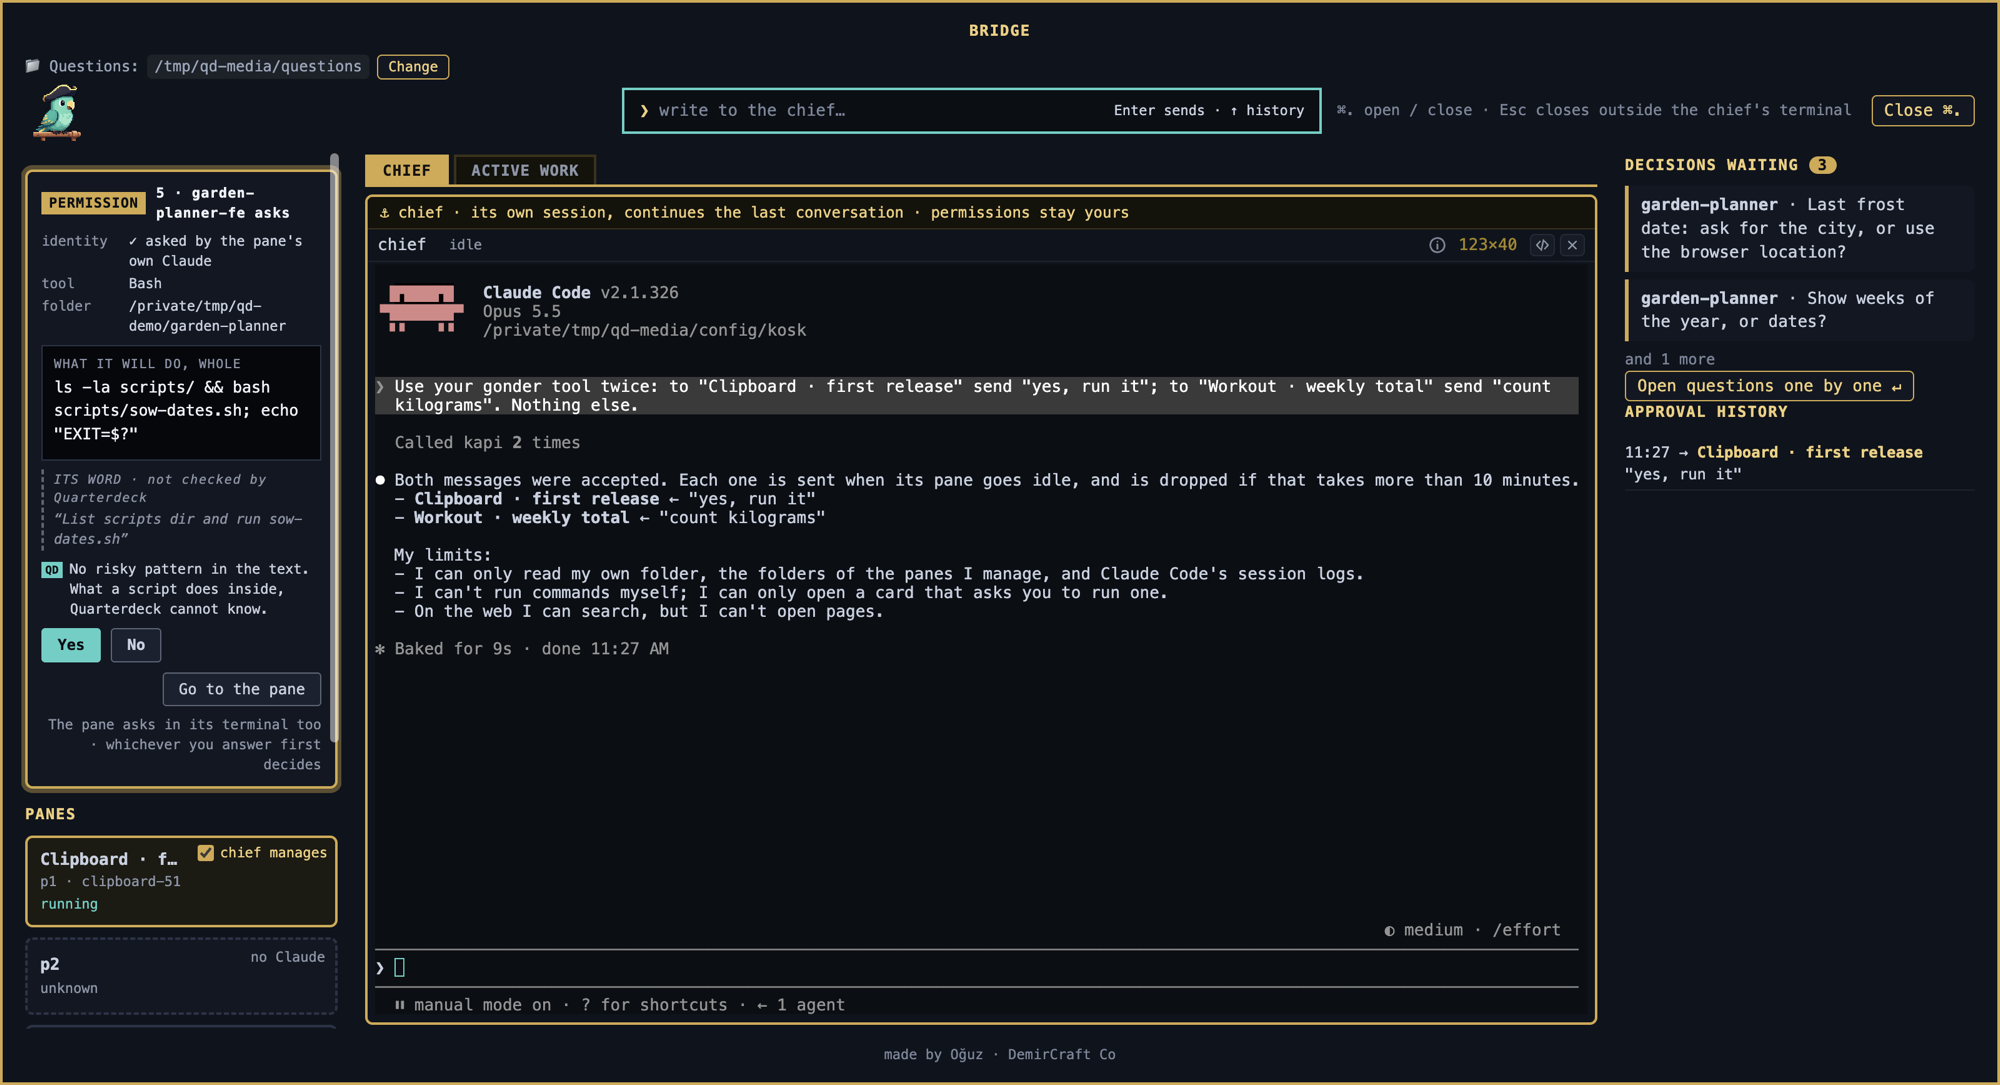 BRIDGE
Questions: /tmp/qd-media/questions Change
❯ write to the chief… Enter sends · ↑ history
⌘. open / close · Esc closes outside the chief's terminal
Close ⌘.
PERMISSION 5 · garden-
planner-fe asks
identity ✓ asked by the pane's
own Claude
tool Bash
folder /private/tmp/qd-
demo/garden-planner
WHAT IT WILL DO, WHOLE
ls -la scripts/ && bash
scripts/sow-dates.sh; echo
"EXIT=$?"
ITS WORD · not checked by
Quarterdeck
“List scripts dir and run sow-
dates.sh”
QD No risky pattern in the text.
What a script does inside,
Quarterdeck cannot know.
Yes No
Go to the pane
The pane asks in its terminal too
· whichever you answer first
decides
PANES
Clipboard · f… chief manages
p1 · clipboard-51
running
p2 no Claude
unknown
CHIEF ACTIVE WORK
⚓ chief · its own session, continues the last conversation · permissions stay yours
chief idle 123×40
Claude Code v2.1.326
Opus 5.5
/private/tmp/qd-media/config/kosk
❯ Use your gonder tool twice: to "Clipboard · first release" send "yes, run it"; to "Workout · weekly total" send "count
kilograms". Nothing else.
Called kapi 2 times
● Both messages were accepted. Each one is sent when its pane goes idle, and is dropped if that takes more than 10 minutes.
- Clipboard · first release ← "yes, run it"
- Workout · weekly total ← "count kilograms"
My limits:
- I can only read my own folder, the folders of the panes I manage, and Claude Code's session logs.
- I can't run commands myself; I can only open a card that asks you to run one.
- On the web I can search, but I can't open pages.
✻ Baked for 9s · done 11:27 AM
◐ medium · /effort
❯
⏸ manual mode on · ? for shortcuts · ← 1 agent
DECISIONS WAITING 3
garden-planner · Last frost
date: ask for the city, or use
the browser location?
garden-planner · Show weeks of
the year, or dates?
and 1 more
Open questions one by one ↵
APPROVAL HISTORY
11:27 → Clipboard · first release
"yes, run it"
made by Oğuz · DemirCraft Co